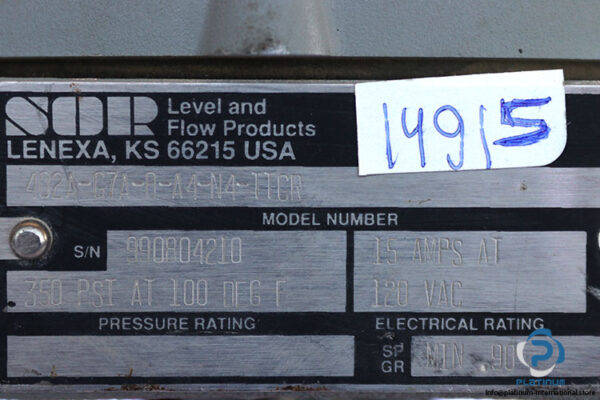 SOR Level and
Flow Products
LENEXA, KS 66215 USA
14915
402A-G7A-0-A4-N4-TTCR
MODEL NUMBER
S/N 990804210
15 AMPS AT
120 VAC
350 PSI AT 100 DEG F
PRESSURE RATING
ELECTRICAL RATING
SP
GR
MIN .90
PLATINUM
info@platinum-international.store